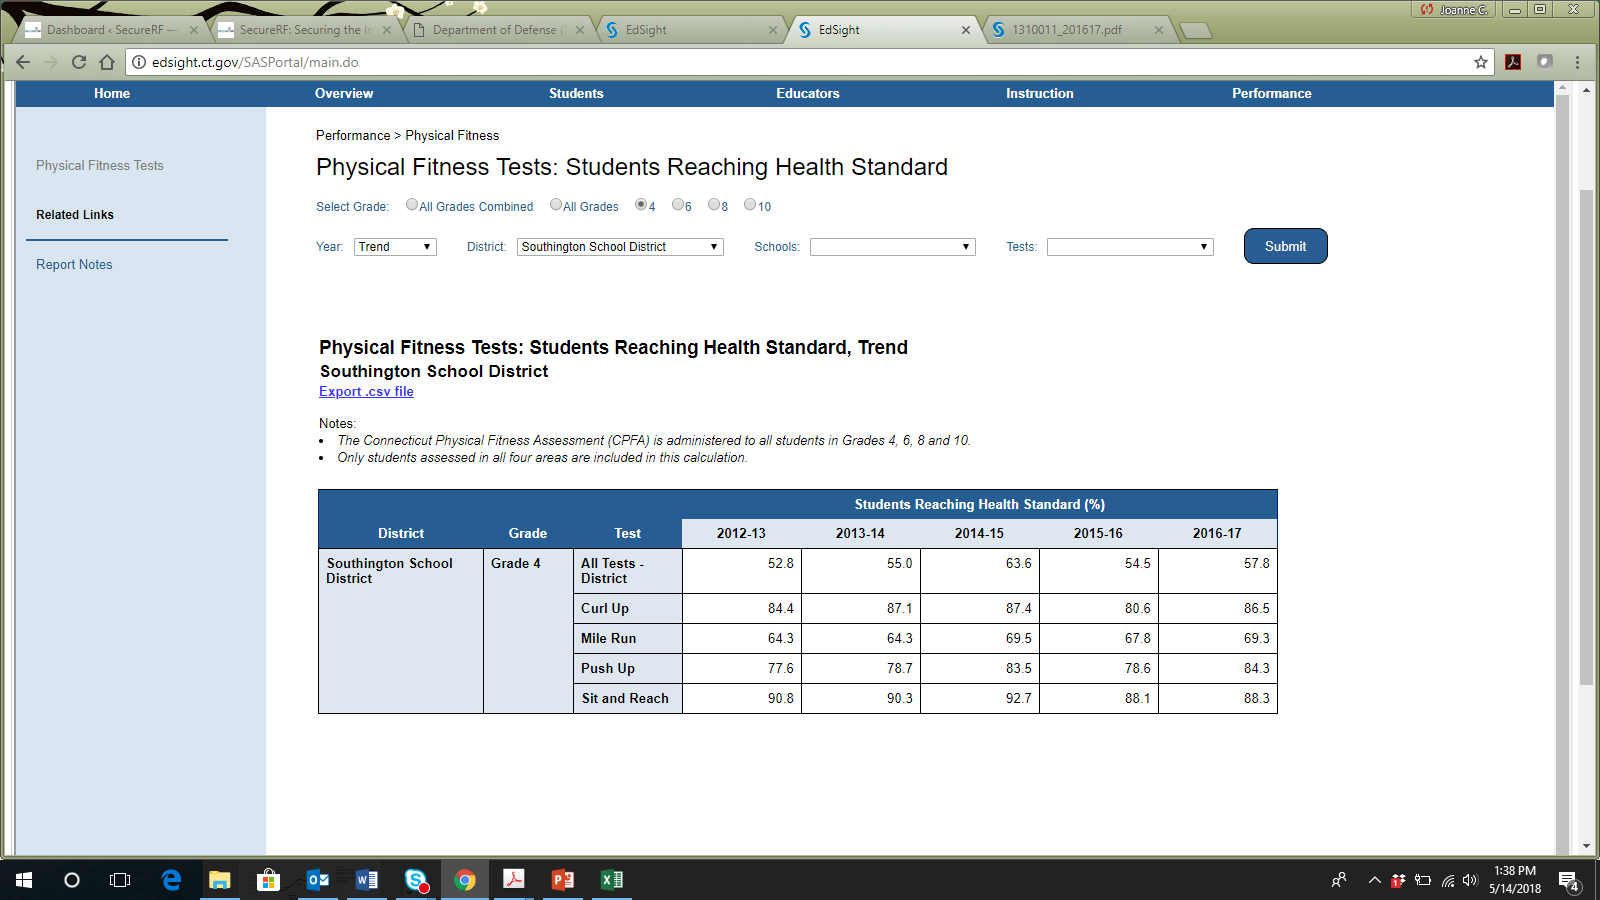 Joanne C.
Dashboard ‹ SecureRF —
SecureRF: Securing the In
Department of Defense (
EdSight
EdSight
1310011_201617.pdf
edsight.ct.gov/SASPortal/main.do
Home Overview Students Educators Instruction Performance
Performance > Physical Fitness
Physical Fitness Tests
Physical Fitness Tests: Students Reaching Health Standard
Related Links
Select Grade: All Grades Combined All Grades 4 6 8 10
Year: Trend District: Southington School District Schools: Tests: Submit
Report Notes
Physical Fitness Tests: Students Reaching Health Standard, Trend
Southington School District
Export .csv file
Notes:
• The Connecticut Physical Fitness Assessment (CPFA) is administered to all students in Grades 4, 6, 8 and 10.
• Only students assessed in all four areas are included in this calculation.
Students Reaching Health Standard (%)
District Grade Test 2012-13 2013-14 2014-15 2015-16 2016-17
Southington School Grade 4 All Tests - 52.8 55.0 63.6 54.5 57.8
District District
Curl Up 84.4 87.1 87.4 80.6 86.5
Mile Run 64.3 64.3 69.5 67.8 69.3
Push Up 77.6 78.7 83.5 78.6 84.3
Sit and Reach 90.8 90.3 92.7 88.1 88.3
1:38 PM
5/14/2018
4